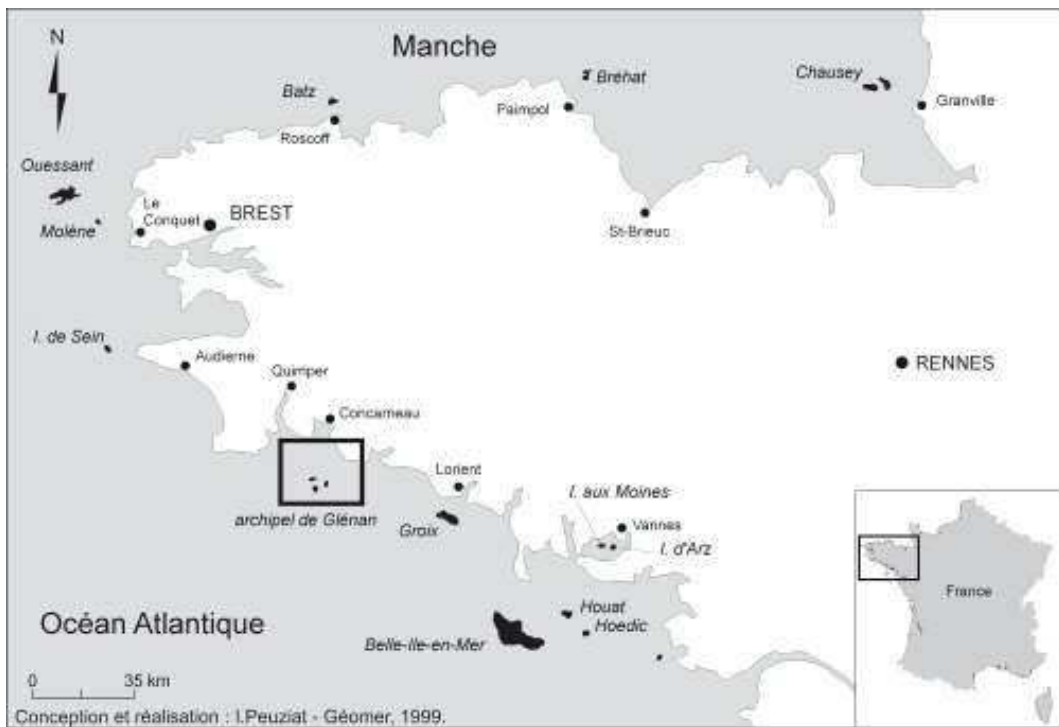 N
Manche
Batz
Roscoff
Bréhat
Paimpol
Chausey
Granville
Ouessant
Molène
Le
Conquet
BREST
St-Brieuc
I. de Sein
Audierne
Quimper
Concarneau
RENNES
archipel de Glénan
Lorient
Groix
I. aux Moines
Vannes
I. d'Arz
Houat
Hoedic
Belle-Ile-en-Mer
Océan Atlantique
France
0 35 km
Conception et réalisation : I.Peuziat - Géomer, 1999.